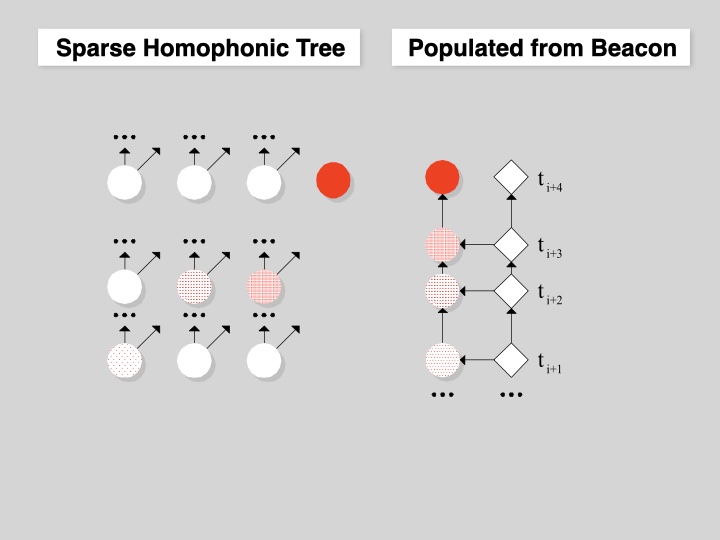 Sparse Homophonic Tree
Populated from Beacon
... ... ...
t i+4
... ... ...
t i+3
t i+2
... ... ...
t i+1
... ...